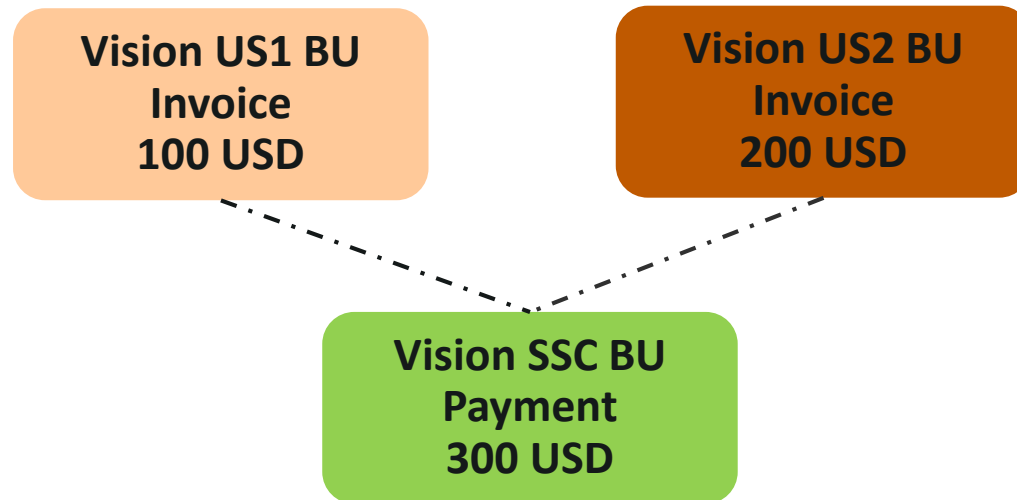 Vision US1 BU
Invoice
100 USD
Vision US2 BU
Invoice
200 USD
Vision SSC BU
Payment
300 USD